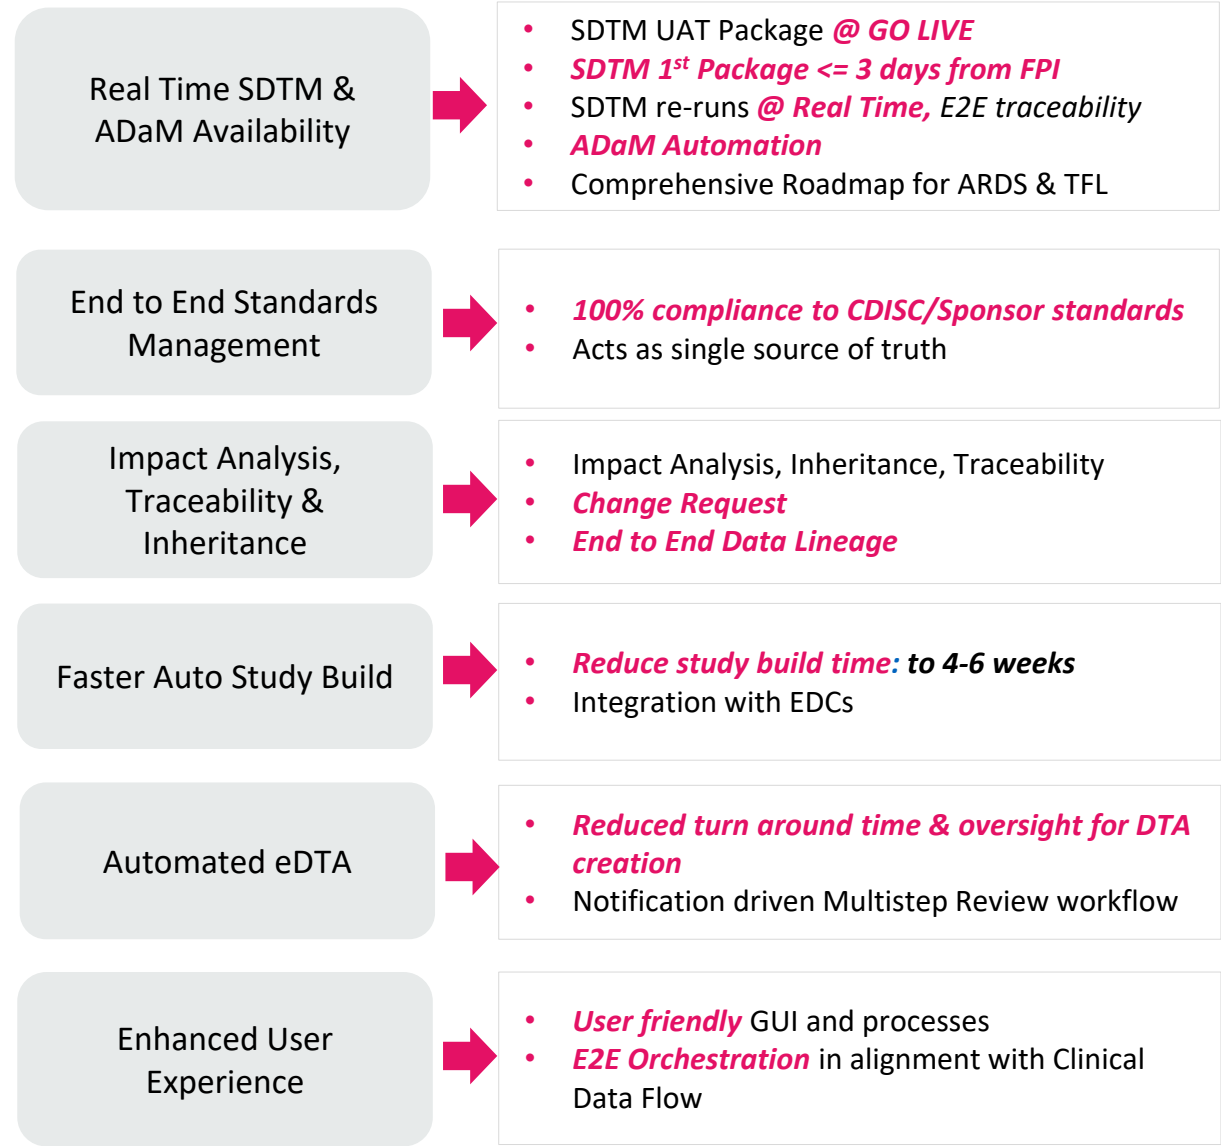 Real Time SDTM &
ADaM Availability
• SDTM UAT Package @ GO LIVE
• SDTM 1st Package <= 3 days from FPI
• SDTM re-runs @ Real Time, E2E traceability
• ADaM Automation
• Comprehensive Roadmap for ARDS & TFL
End to End Standards
Management
• 100% compliance to CDISC/Sponsor standards
• Acts as single source of truth
Impact Analysis,
Traceability &
Inheritance
• Impact Analysis, Inheritance, Traceability
• Change Request
• End to End Data Lineage
Faster Auto Study Build
• Reduce study build time: to 4-6 weeks
• Integration with EDCs
Automated eDTA
• Reduced turn around time & oversight for DTA
creation
• Notification driven Multistep Review workflow
Enhanced User
Experience
• User friendly GUI and processes
• E2E Orchestration in alignment with Clinical
Data Flow